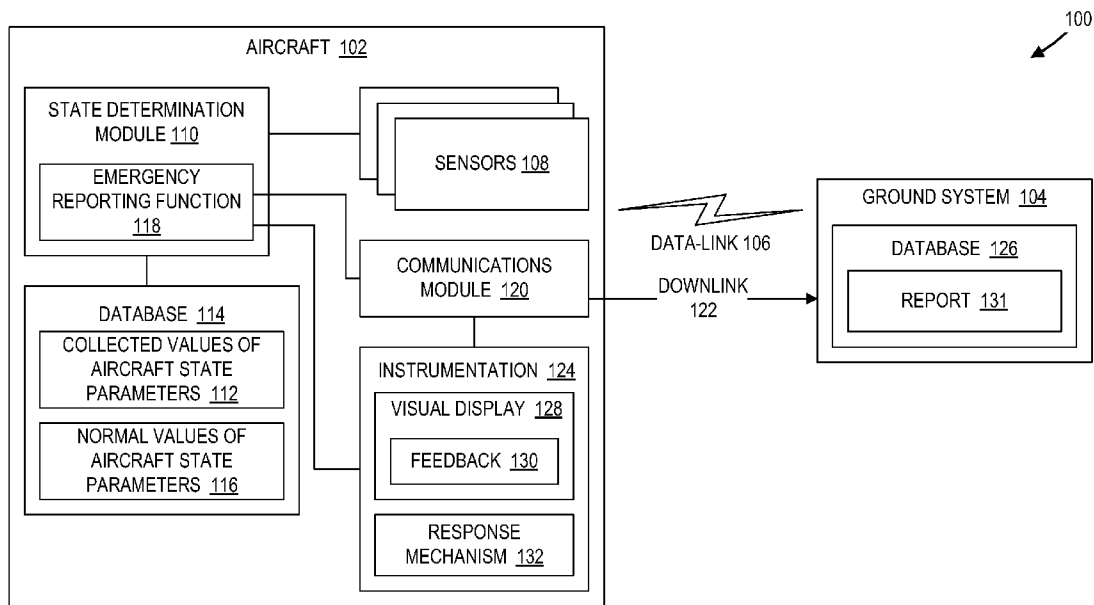 100
AIRCRAFT 102
STATE DETERMINATION
MODULE 110
EMERGENCY
REPORTING FUNCTION
118
SENSORS 108
COMMUNICATIONS
MODULE 120
DATABASE 114
COLLECTED VALUES OF
AIRCRAFT STATE
PARAMETERS 112
NORMAL VALUES OF
AIRCRAFT STATE
PARAMETERS 116
INSTRUMENTATION 124
VISUAL DISPLAY 128
FEEDBACK 130
RESPONSE
MECHANISM 132
DATA-LINK 106
DOWNLINK
122
GROUND SYSTEM 104
DATABASE 126
REPORT 131